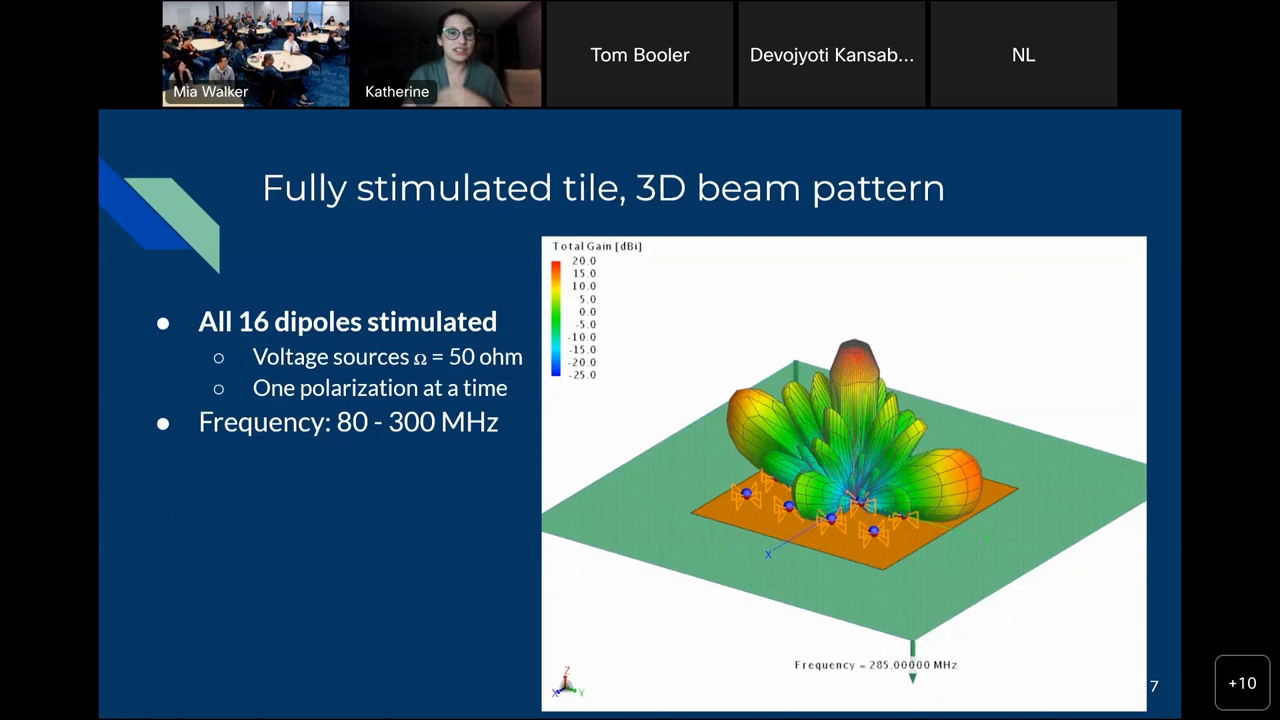 Mia Walker
Katherine
Tom Booler
Devojyoti Kansab...
NL
Fully stimulated tile, 3D beam pattern
● All 16 dipoles stimulated
○ Voltage sources Ω = 50 ohm
○ One polarization at a time
● Frequency: 80 - 300 MHz
Total Gain [dBi]
20.0
15.0
10.0
5.0
0.0
-5.0
-10.0
-15.0
-20.0
-25.0
X
Frequency = 285.00000 MHz
Z
X
Y
7
+10